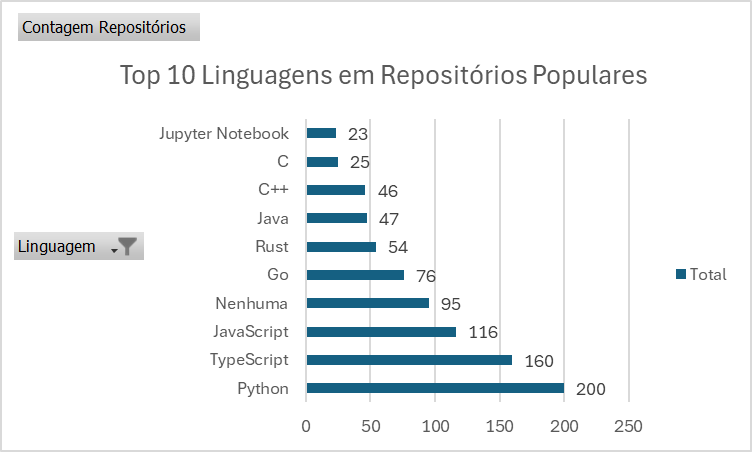 Contagem Repositórios
Top 10 Linguagens em Repositórios Populares
Jupyter Notebook 23
C 25
C++ 46
Java 47
Linguagem
Rust 54
Go 76
Total
Nenhuma 95
JavaScript 116
TypeScript 160
Python 200
0 50 100 150 200 250